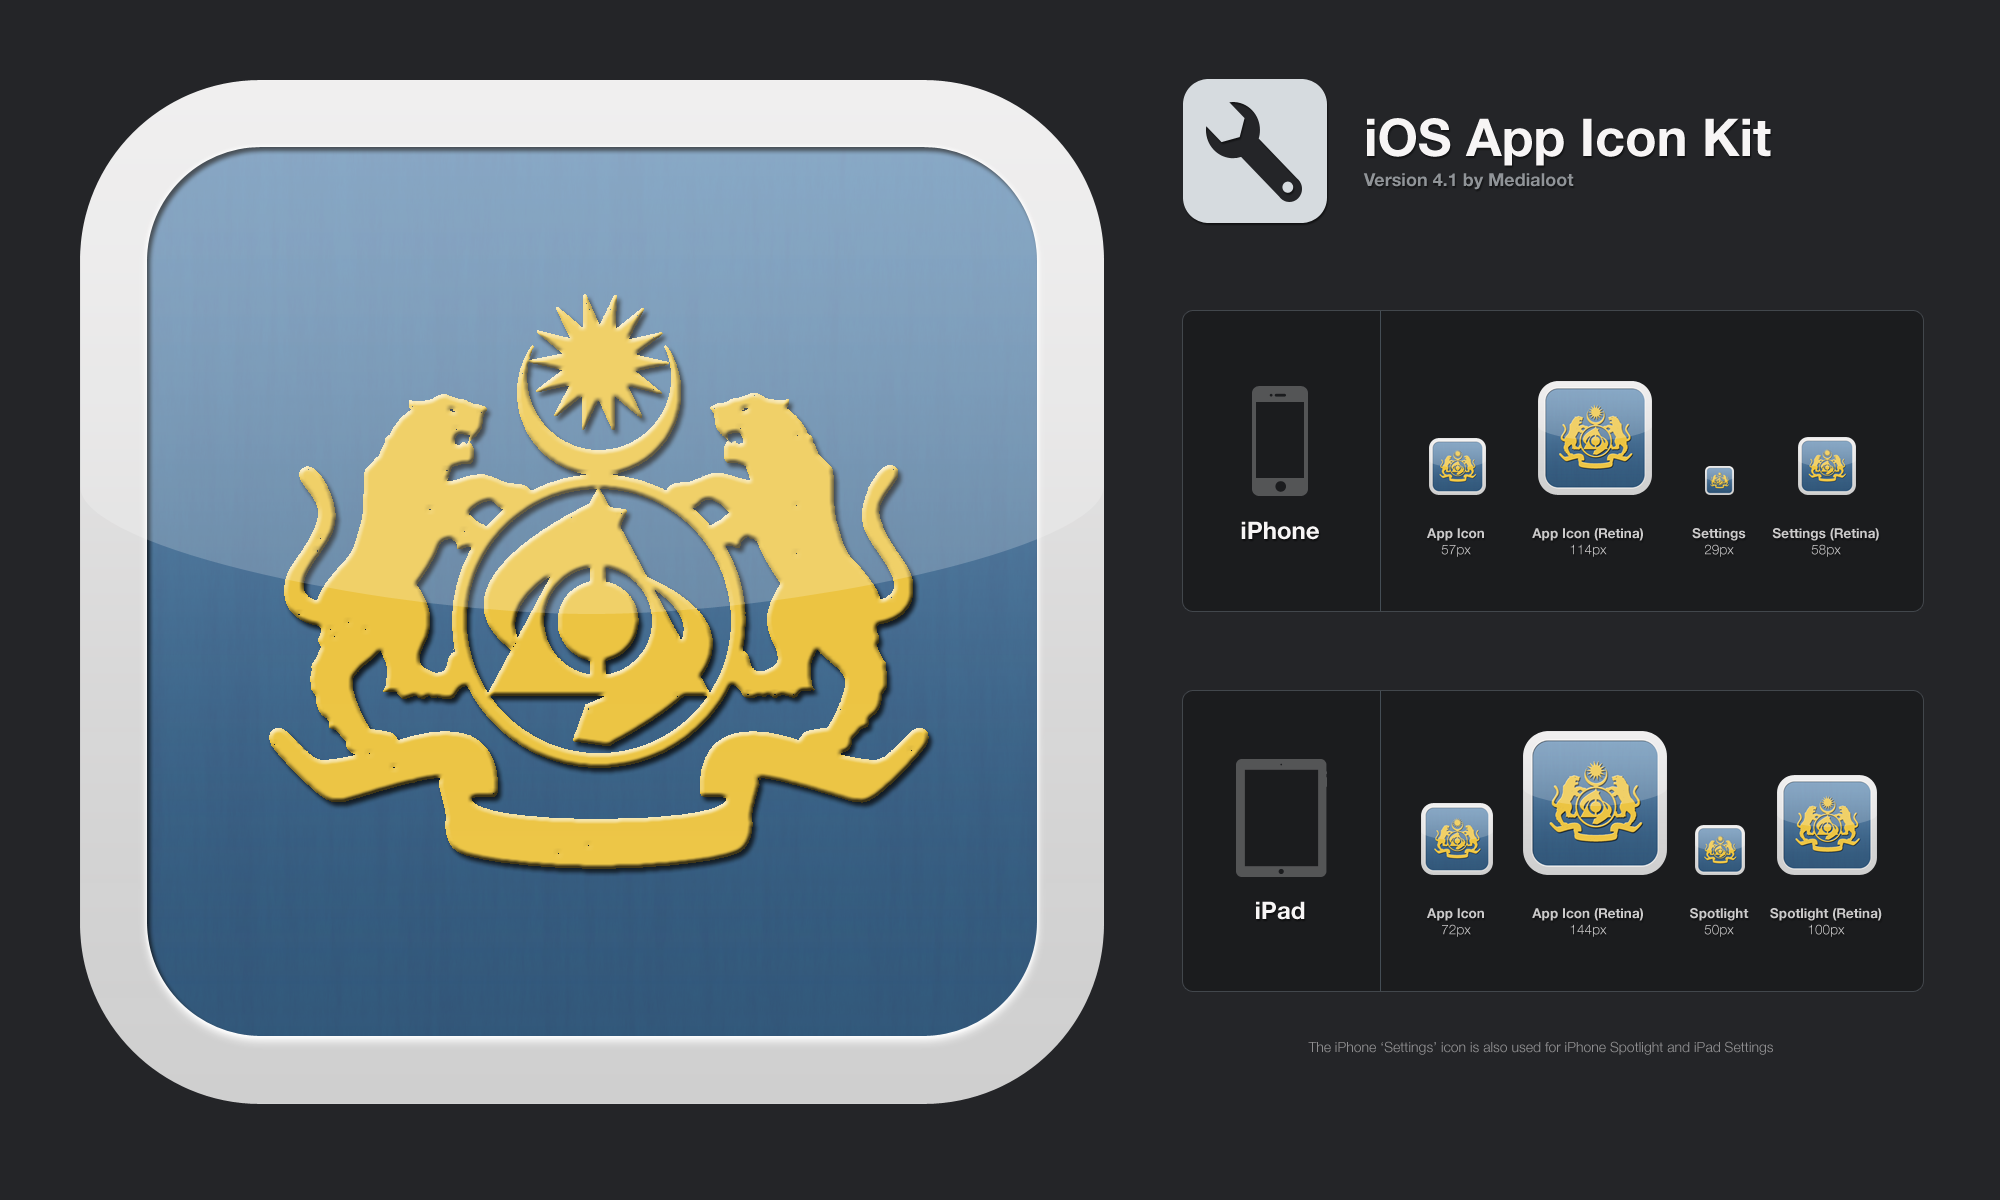 iOS App Icon Kit
Version 4.1 by Medialoot
iPhone
App Icon
57px
App Icon (Retina)
114px
Settings
29px
Settings (Retina)
58px
iPad
App Icon
72px
App Icon (Retina)
144px
Spotlight
50px
Spotlight (Retina)
100px
The iPhone ‘Settings’ icon is also used for iPhone Spotlight and iPad Settings